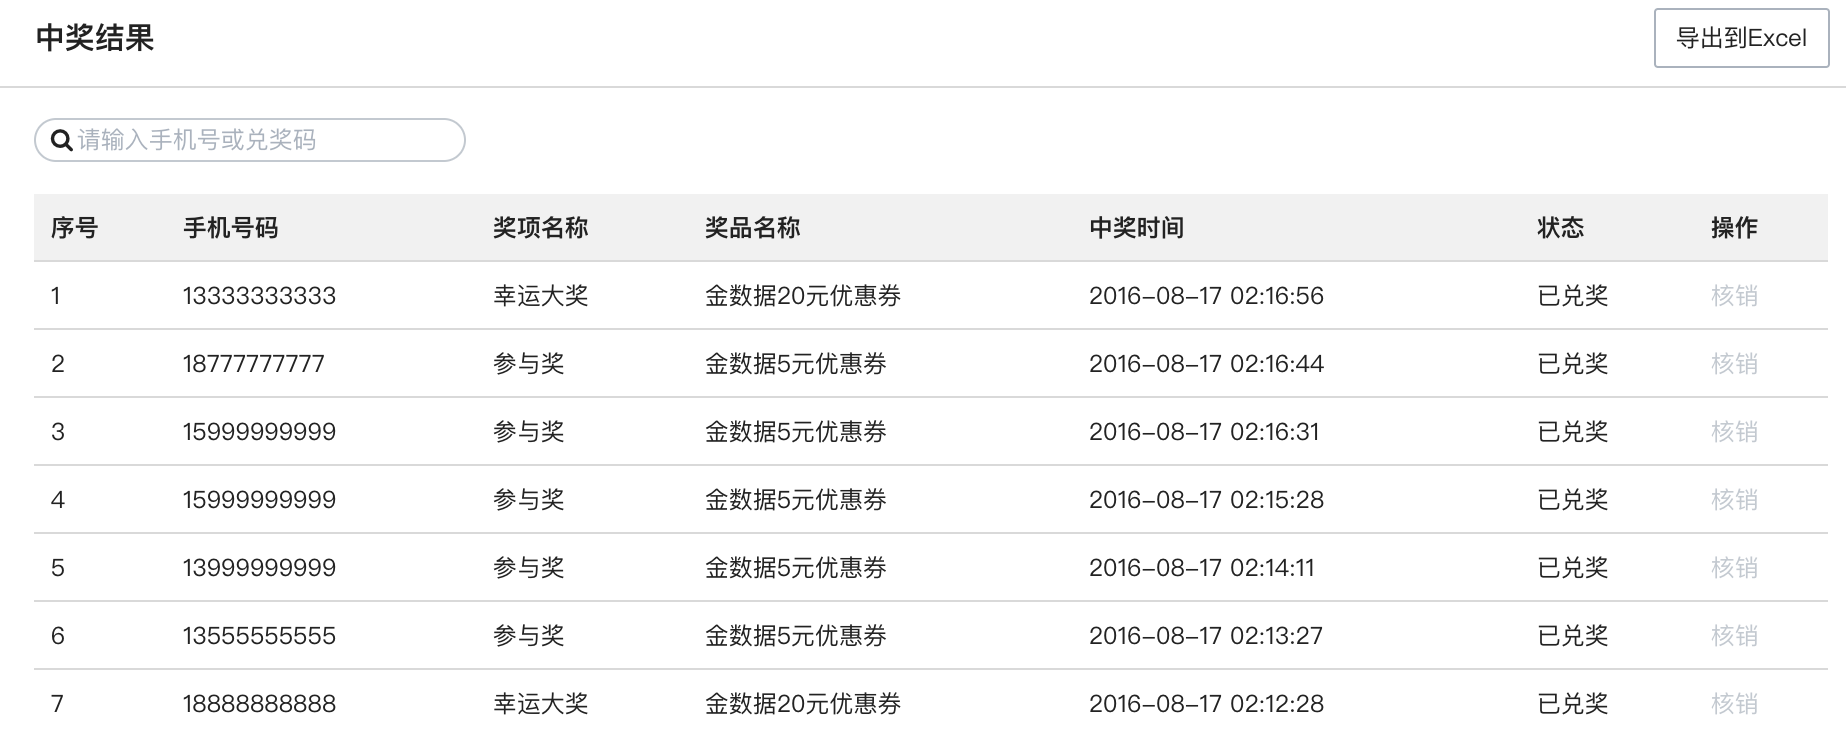 中奖结果
导出到Excel
请输入手机号或兑奖码
序号 手机号码 奖项名称 奖品名称 中奖时间 状态 操作
1 13333333333 幸运大奖 金数据20元优惠券 2016-08-17 02:16:56 已兑奖 核销
2 18777777777 参与奖 金数据5元优惠券 2016-08-17 02:16:44 已兑奖 核销
3 15999999999 参与奖 金数据5元优惠券 2016-08-17 02:16:31 已兑奖 核销
4 15999999999 参与奖 金数据5元优惠券 2016-08-17 02:15:28 已兑奖 核销
5 13999999999 参与奖 金数据5元优惠券 2016-08-17 02:14:11 已兑奖 核销
6 13555555555 参与奖 金数据5元优惠券 2016-08-17 02:13:27 已兑奖 核销
7 18888888888 幸运大奖 金数据20元优惠券 2016-08-17 02:12:28 已兑奖 核销